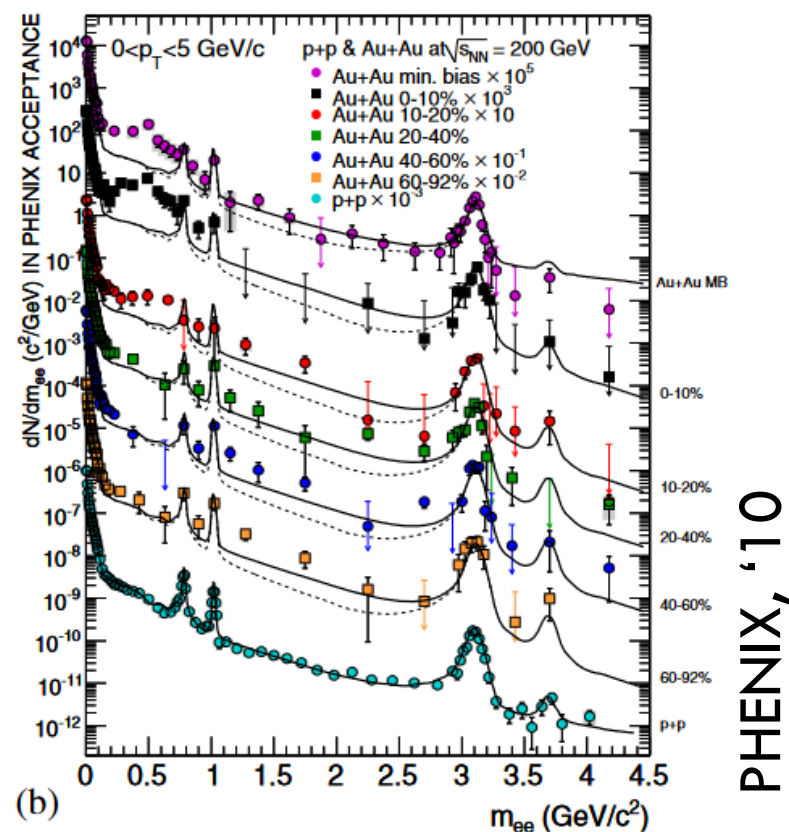 0<p_T<5 GeV/c
p+p & Au+Au at √s_NN = 200 GeV
Au+Au min. bias × 10^5
Au+Au 0-10% × 10^3
Au+Au 10-20% × 10
Au+Au 20-40%
Au+Au 40-60% × 10^-1
Au+Au 60-92% × 10^-2
p+p × 10^-3
dN/dm_ee (c^2/GeV) IN PHENIX ACCEPTANCE
10^4
10^3
10^2
10
1
10^-1
10^-2
10^-3
10^-4
10^-5
10^-6
10^-7
10^-8
10^-9
10^-10
10^-11
10^-12
Au+Au MB
0-10%
10-20%
20-40%
40-60%
60-92%
p+p
0 0.5 1 1.5 2 2.5 3 3.5 4 4.5
m_ee (GeV/c^2)
(b)
PHENIX, '10